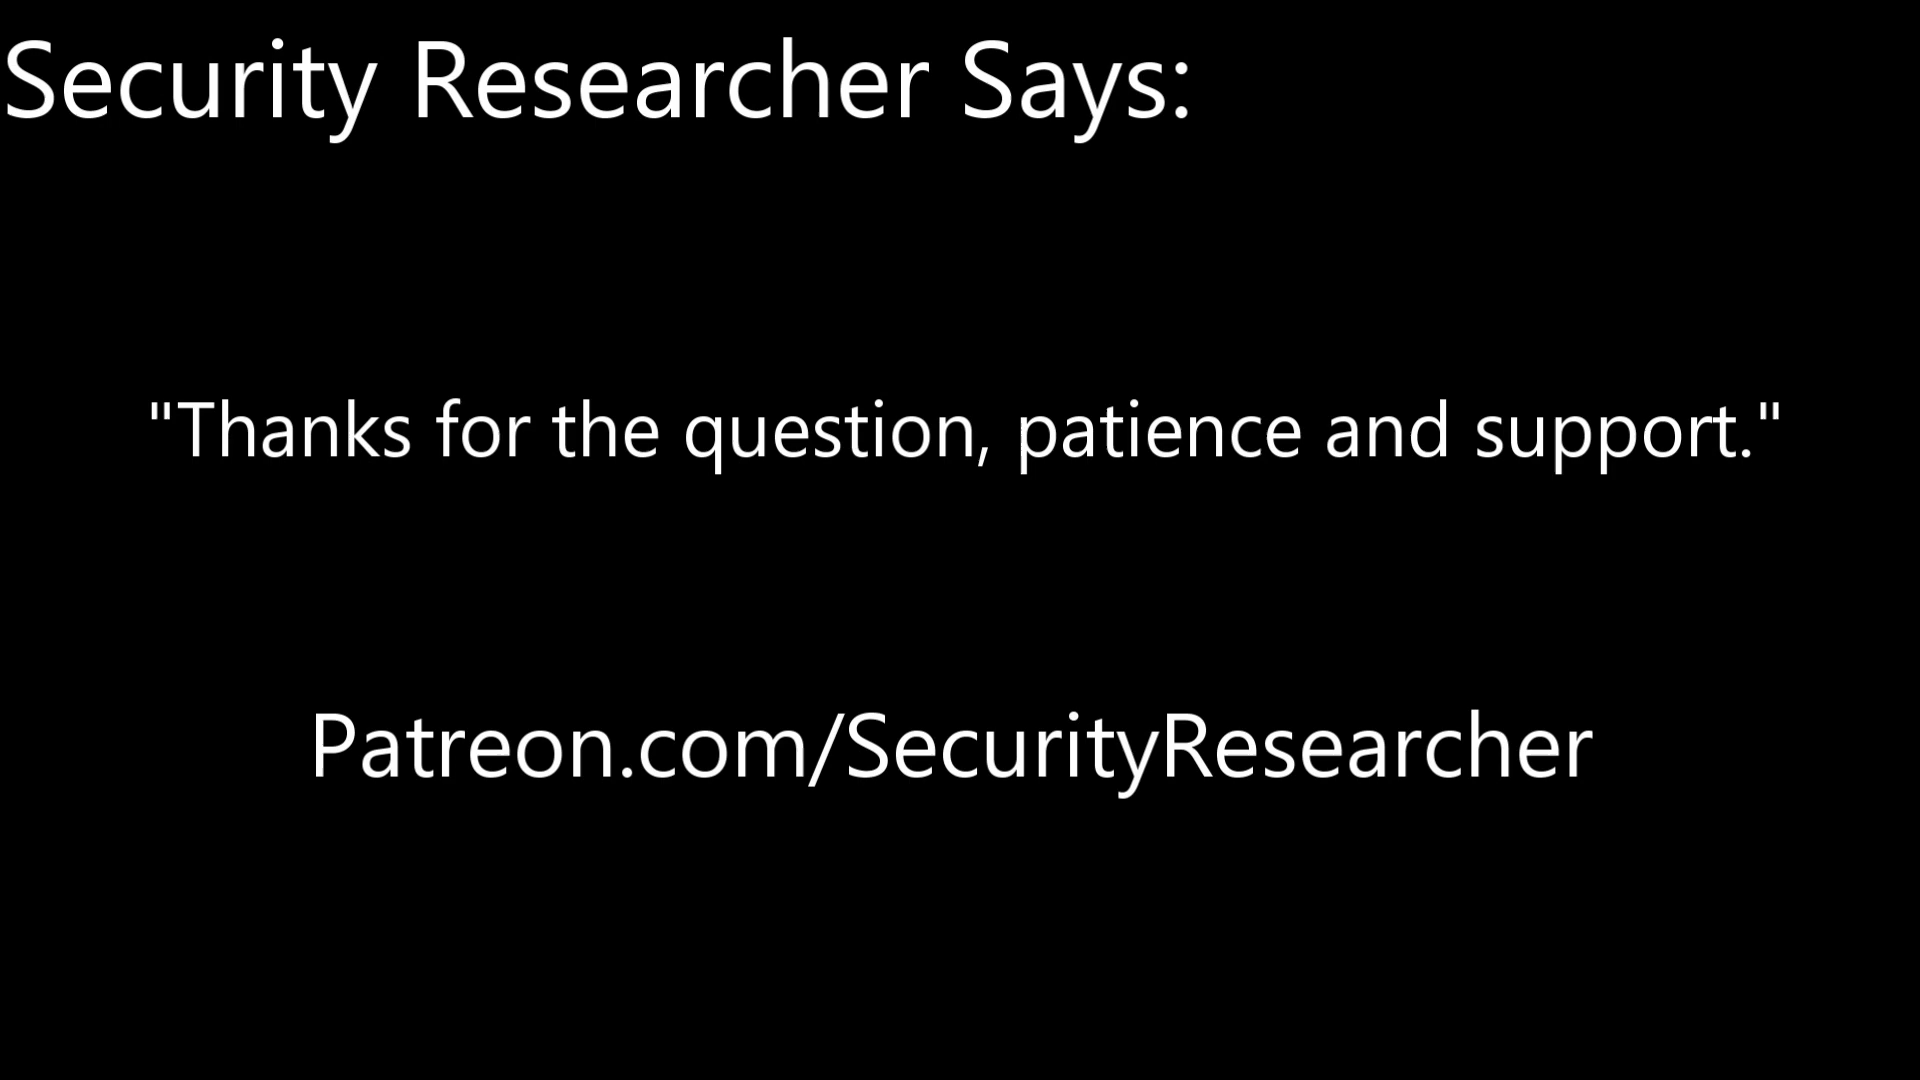 Security Researcher Says:
"Thanks for the question, patience and support."
Patreon.com/SecurityResearcher